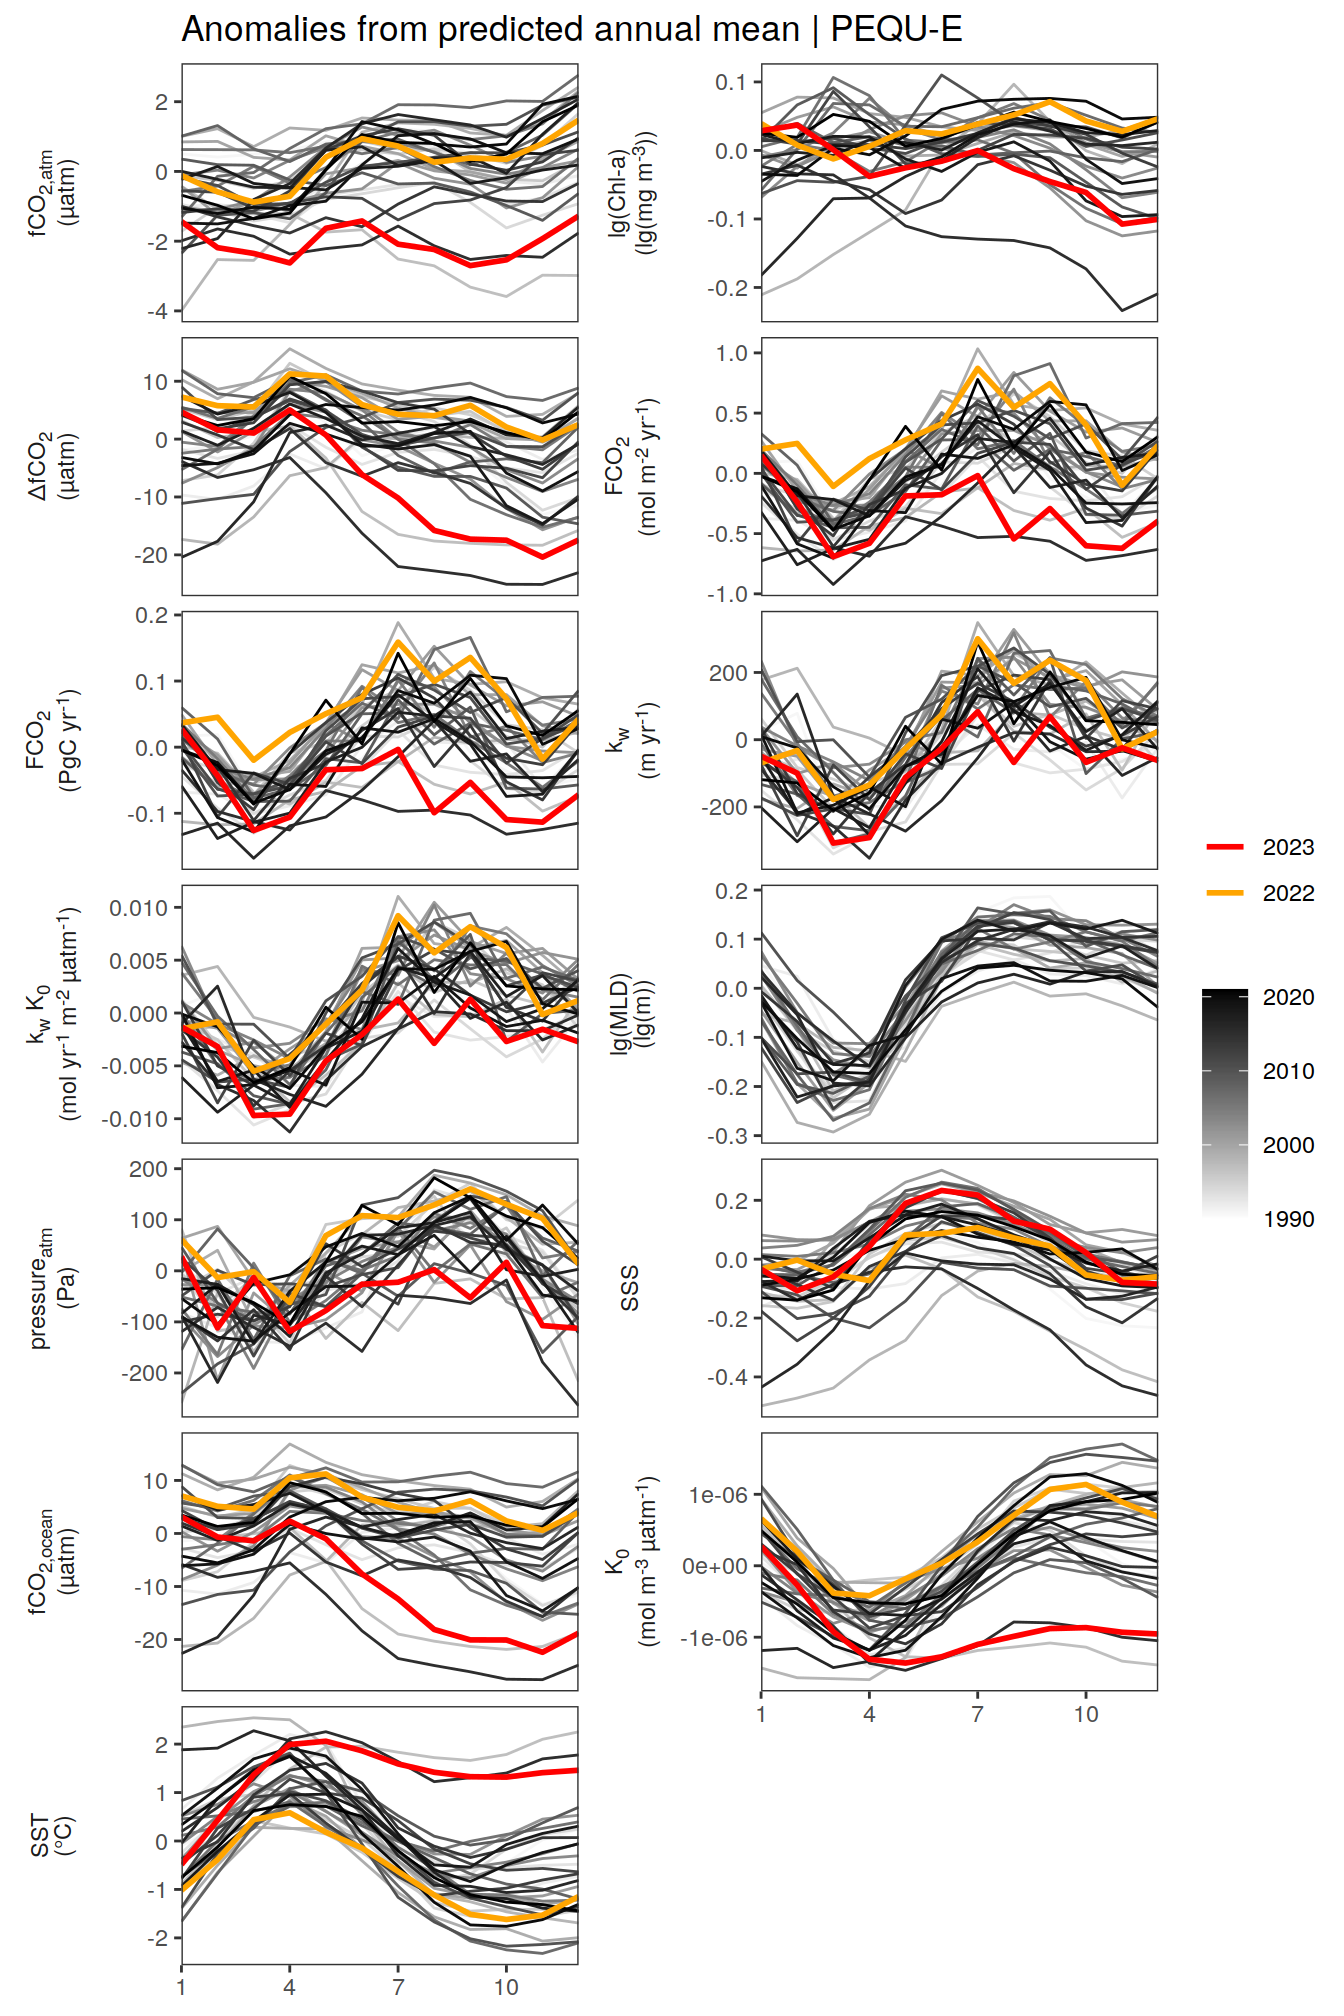 Anomalies from predicted annual mean | PEQU-E
fCO2,atm
(µatm)
2
0
-2
-4
lg(Chl-a)
(lg(mg m-3))
0.1
0.0
-0.1
-0.2
ΔfCO2
(µatm)
10
0
-10
-20
FCO2
(mol m-2 yr-1)
1.0
0.5
0.0
-0.5
-1.0
FCO2
(PgC yr-1)
0.2
0.1
0.0
-0.1
kw
(m yr-1)
200
0
-200
kw K0
(mol yr-1 m-2 µatm-1)
0.010
0.005
0.000
-0.005
-0.010
lg(MLD)
(lg(m))
0.2
0.1
0.0
-0.1
-0.2
-0.3
pressureatm
(Pa)
200
100
0
-100
-200
SSS
0.2
0.0
-0.2
-0.4
fCO2,ocean
(µatm)
10
0
-10
-20
K0
(mol m-3 µatm-1)
1e-06
0e+00
-1e-06
1 4 7 10
SST
(°C)
2
1
0
-1
-2
1 4 7 10
2023
2022
2020
2010
2000
1990